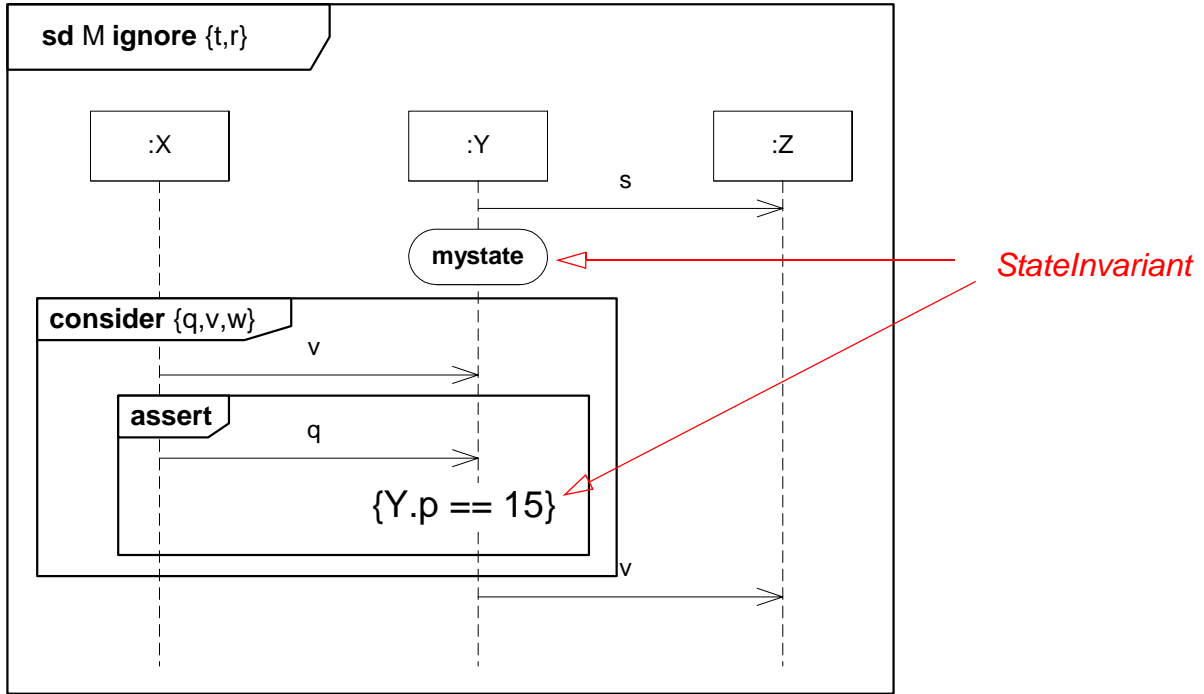 sd M ignore {t,r}
:X
:Y
:Z
s
mystate
StateInvariant
consider {q,v,w}
v
assert
q
{Y.p == 15}
v